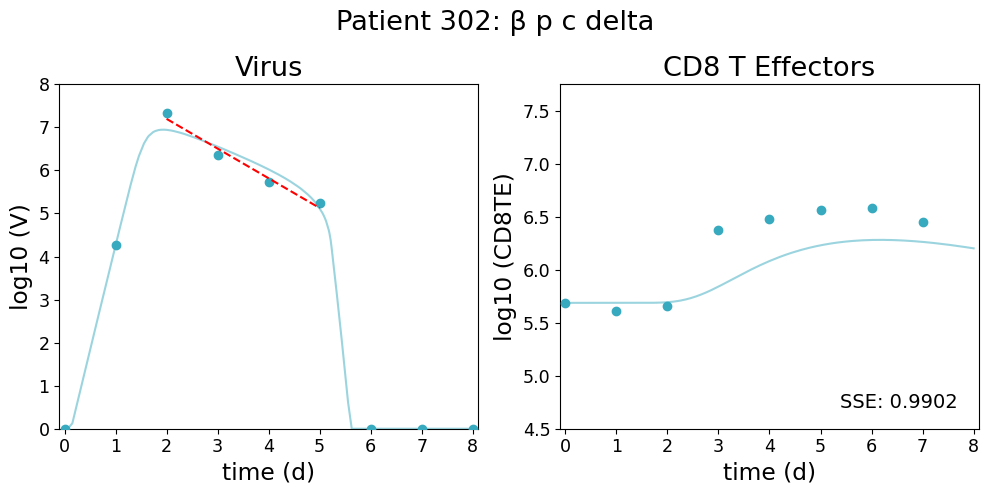 Patient 302: β p c delta
Virus
CD8 T Effectors
log10 (V)
8
7
6
5
4
3
2
1
0
0 1 2 3 4 5 6 7 8
time (d)
log10 (CD8TE)
7.5
7.0
6.5
6.0
5.5
5.0
4.5
SSE: 0.9902
0 1 2 3 4 5 6 7 8
time (d)